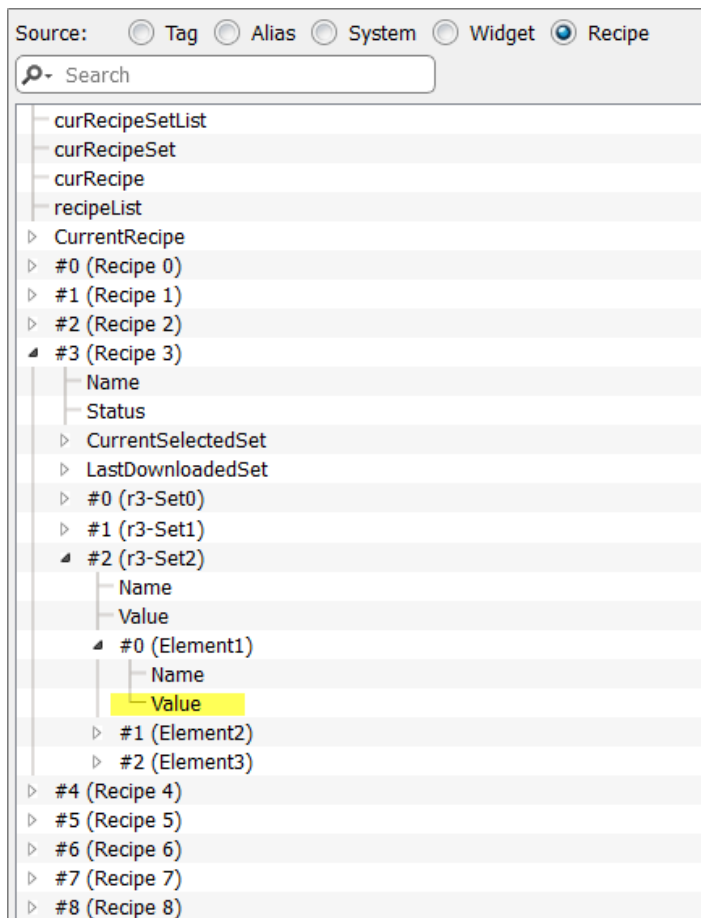 Source: Tag Alias System Widget Recipe
Search
curRecipeSetList
curRecipeSet
curRecipe
recipeList
CurrentRecipe
#0 (Recipe 0)
#1 (Recipe 1)
#2 (Recipe 2)
#3 (Recipe 3)
Name
Status
CurrentSelectedSet
LastDownloadedSet
#0 (r3-Set0)
#1 (r3-Set1)
#2 (r3-Set2)
Name
Value
#0 (Element1)
Name
Value
#1 (Element2)
#2 (Element3)
#4 (Recipe 4)
#5 (Recipe 5)
#6 (Recipe 6)
#7 (Recipe 7)
#8 (Recipe 8)